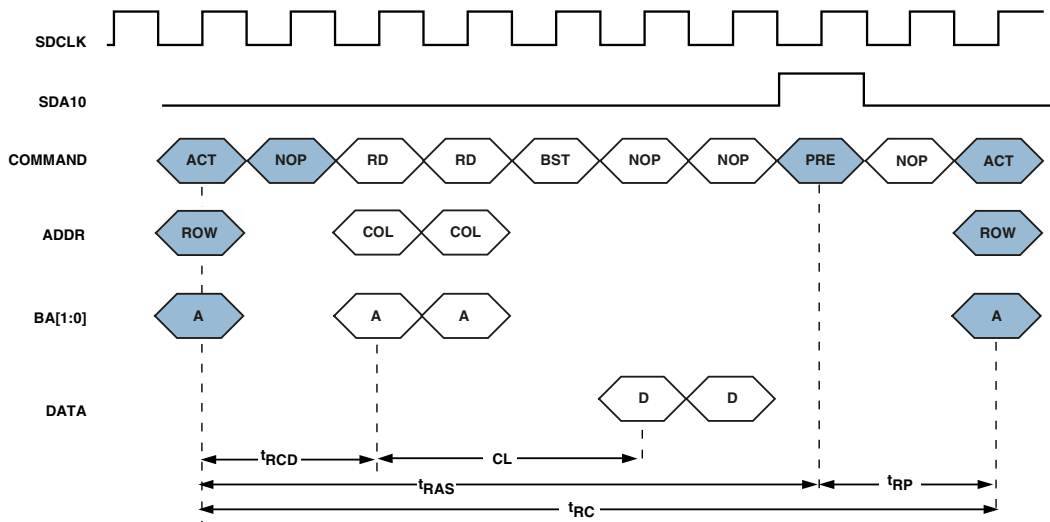 SDCLK
SDA10
COMMAND ACT NOP RD RD BST NOP NOP PRE NOP ACT
ADDR ROW COL COL ROW
BA[1:0] A A A A
DATA D D
tRCD CL
tRAS tRP
tRC